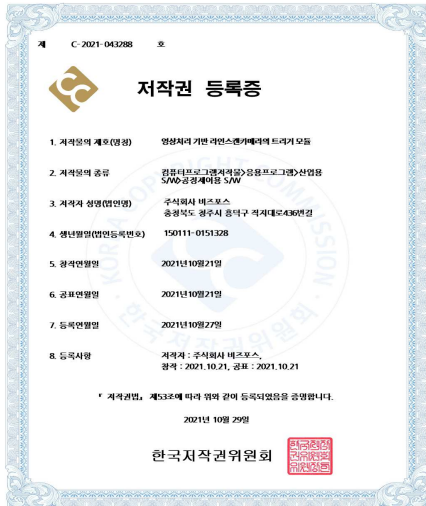 제 C-2021-043288 호
저작권 등록증
1. 저작물의 제호(명칭) 영상처리 기반 라인스캔카메라의 트리거 모듈
2. 저작물의 종류 컴퓨터프로그램저작물>응용프로그램>산업용
S/W>공정제어용 S/W
3. 저작자 성명(법인명) 주식회사 비즈포스
충청북도 청주시 흥덕구 직지대로436번길
4. 생년월일(법인등록번호) 150111-0151328
5. 창작연월일 2021년10월21일
6. 공표연월일 2021년10월21일
7. 등록연월일 2021년10월27일
8. 등록사항 저작자 : 주식회사 비즈포스,
창작 : 2021.10.21, 공표 : 2021.10.21
『 저작권법』 제53조에 따라 위와 같이 등록되었음을 증명합니다.
2021년 10월 29일
한국저작권위원회
KOREA COPYRIGHT COMMISSION
한국저작권위원회